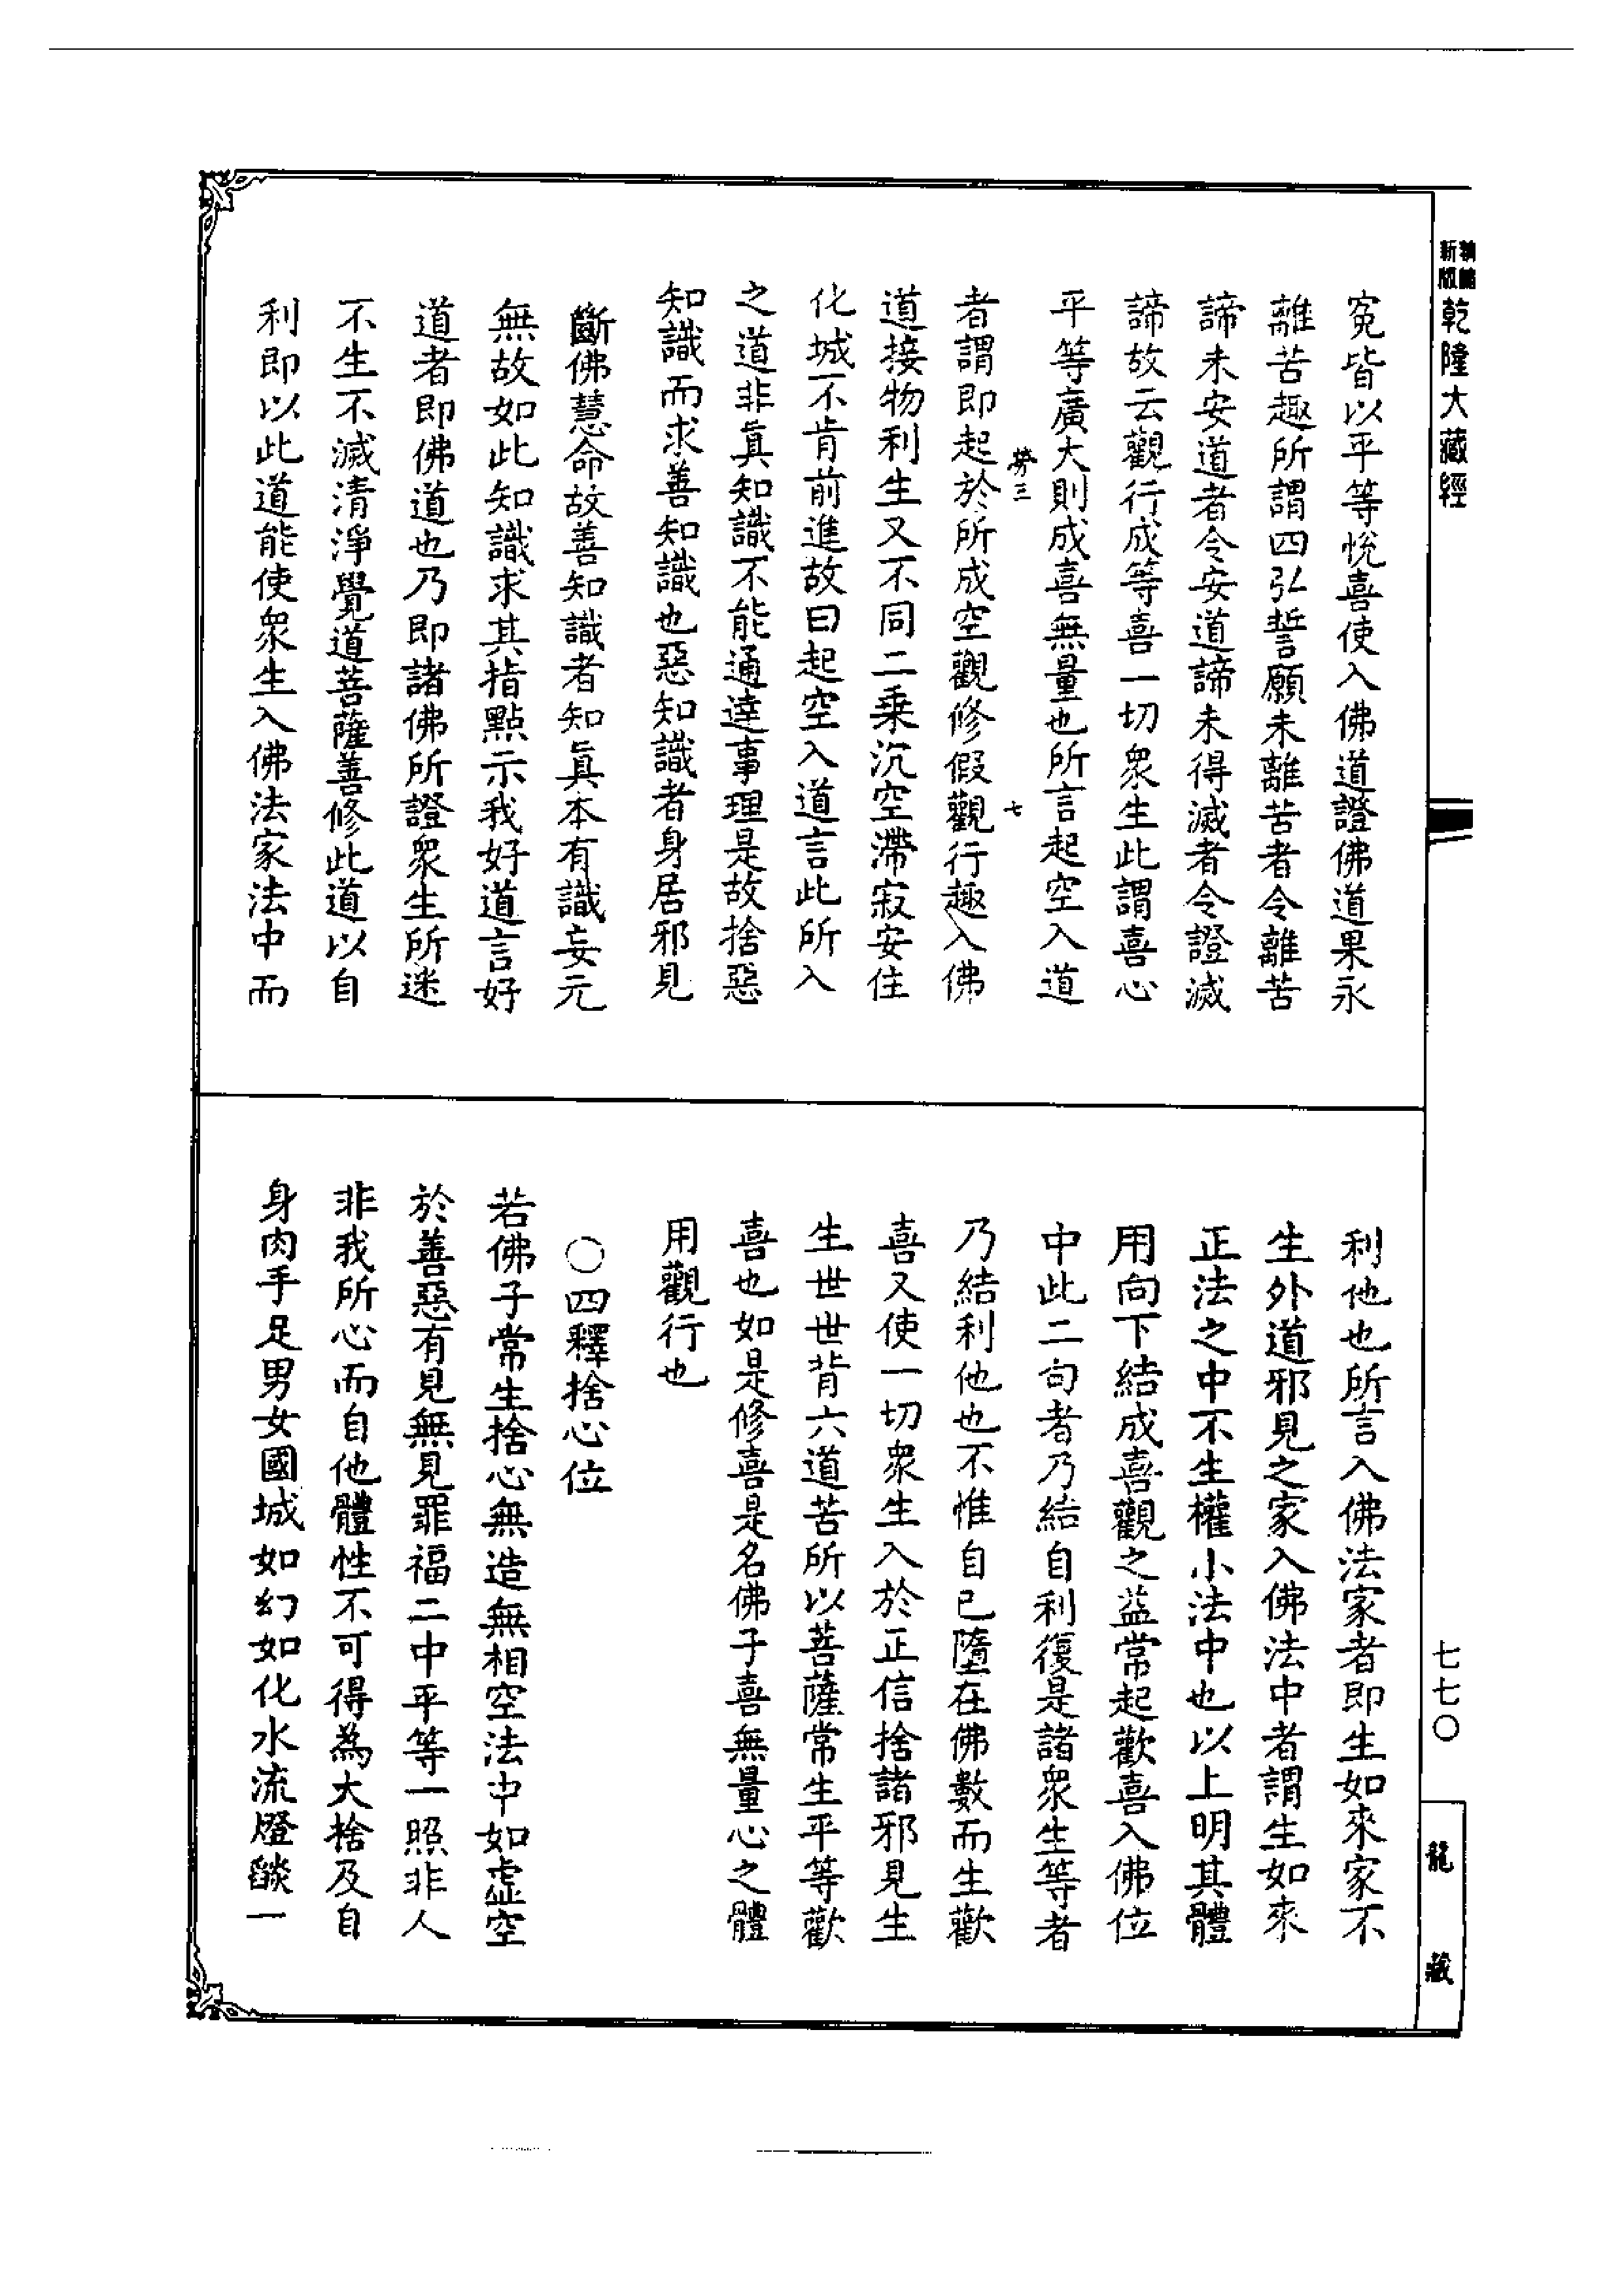 精縮
新版
乾隆大藏經
冤皆以平等悅喜使入佛道證佛道果永
離苦趣所謂四弘誓願未離苦者令離苦
諦未安道者令安道諦未得滅者令證滅
諦故云觀行成等喜一切衆生此謂喜心
平等廣大則成喜無量也所言起空入道
勞三
七
者謂即起於所成空觀修假觀行趣入佛
道接物利生又不同二乘沉空滯寂安住
化城不肯前進故曰起空入道言此所入
之道非眞知識不能通達事理是故捨惡
知識而求善知識也惡知識者身居邪見
斷佛慧命故善知識者知眞本有識妄元
無故如此知識求其指點示我好道言好
道者即佛道也乃即諸佛所證衆生所迷
不生不滅清淨覺道菩薩善修此道以自
利即以此道能使衆生入佛法家法中而
利他也所言入佛法家者即生如來家不
生外道邪見之家入佛法中者謂生如來
正法之中不生權小法中也以上明其體
用向下結成喜觀之益常起歡喜入佛位
中此二句者乃結自利復是諸衆生等者
乃結利他也不惟自已墮在佛數而生歡
喜又使一切衆生入於正信捨諸邪見生
生世世背六道苦所以菩薩常生平等歡
喜也如是修喜是名佛子喜無量心之體
用觀行也
○四釋捨心位
若佛子常生捨心無造無相空法中如虛空
於善惡有見無見罪福二中平等一照非人
非我所心而自他體性不可得為大捨及自
身肉手足男女國城如幻如化水流燈燄一
七七○
龍藏